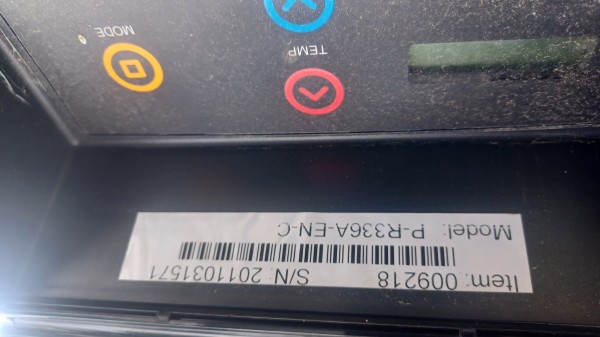 Item: 009218 S/N: 2011031571
Model: P-R336A-EN-C
TEMP
MODE